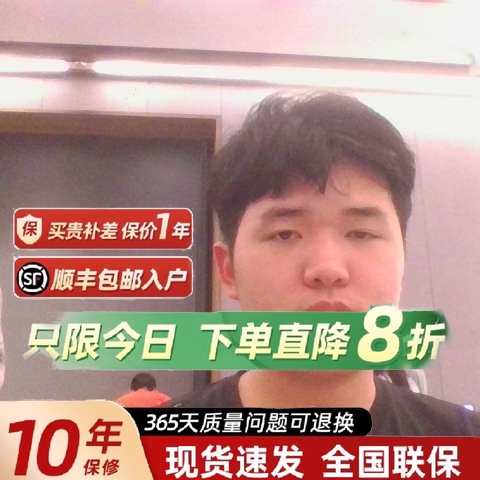 保 买贵补差 保价1年
SF 顺丰包邮入户
只限今日 下单直降8折
365天质量问题可退换
10年保修 现货速发 全国联保